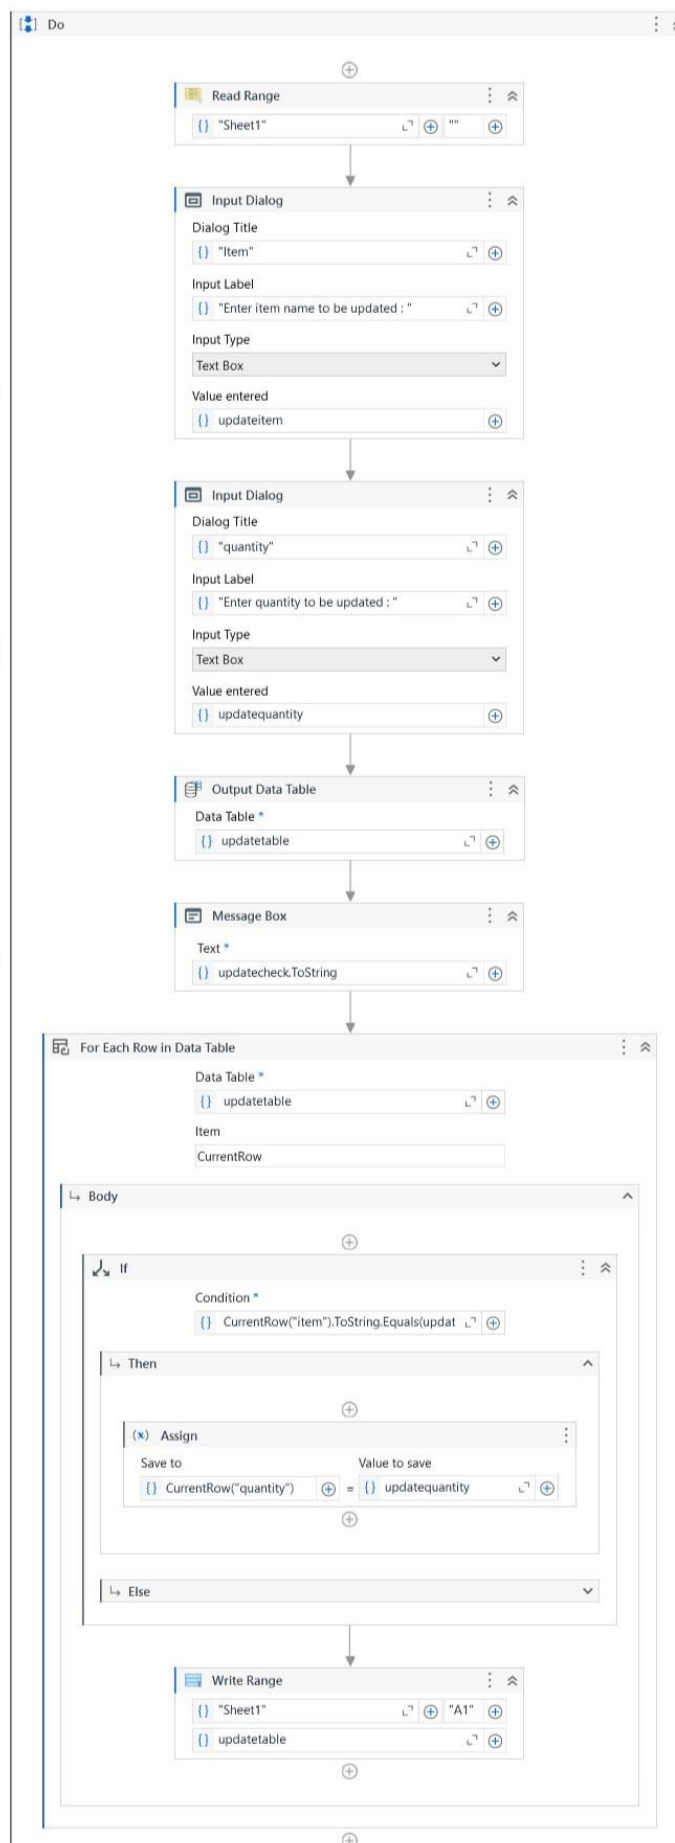 Do
Read Range
{} "Sheet1" ""
Input Dialog
Dialog Title
{} "Item"
Input Label
{} "Enter item name to be updated : "
Input Type
Text Box
Value entered
{} updateitem
Input Dialog
Dialog Title
{} "quantity"
Input Label
{} "Enter quantity to be updated : "
Input Type
Text Box
Value entered
{} updatequantity
Output Data Table
Data Table *
{} updatetable
Message Box
Text *
{} updatecheck.ToString
For Each Row in Data Table
Data Table *
{} updatetable
Item
CurrentRow
Body
If
Condition *
{} CurrentRow("item").ToString.Equals(updat
Then
(x) Assign
Save to Value to save
{} CurrentRow("quantity") = {} updatequantity
Else
Write Range
{} "Sheet1" "A1"
{} updatetable